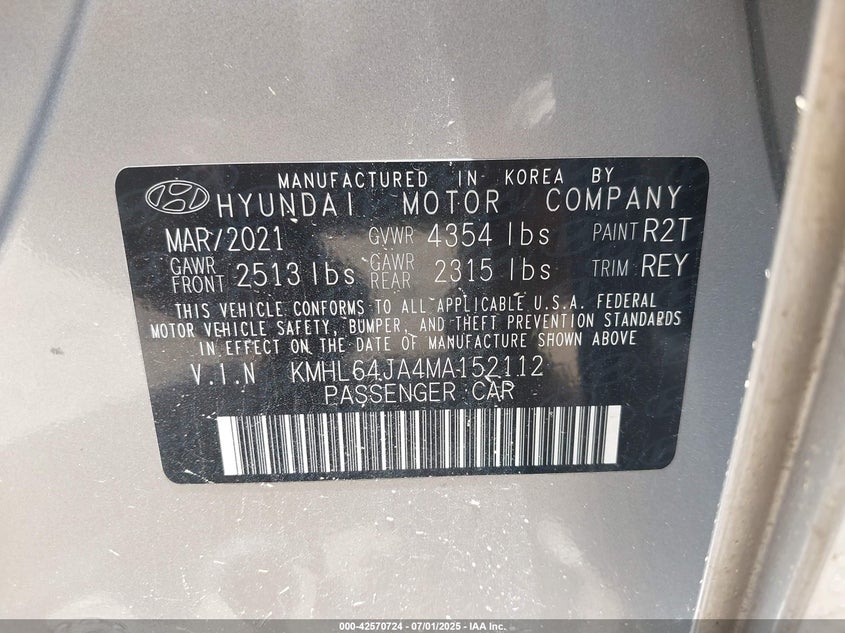 MANUFACTURED IN KOREA BY
HYUNDAI MOTOR COMPANY
MAR/2021 GVWR 4354 lbs PAINT R2T
GAWR FRONT 2513 lbs GAWR REAR 2315 lbs TRIM REY
THIS VEHICLE CONFORMS TO ALL APPLICABLE U.S.A. FEDERAL
MOTOR VEHICLE SAFETY, BUMPER, AND THEFT PREVENTION STANDARDS
IN EFFECT ON THE DATE OF MANUFACTURE SHOWN ABOVE
V.I.N KMHL64JA4MA152112
PASSENGER CAR
000-42570724 - 07/01/2025 - IAA Inc.